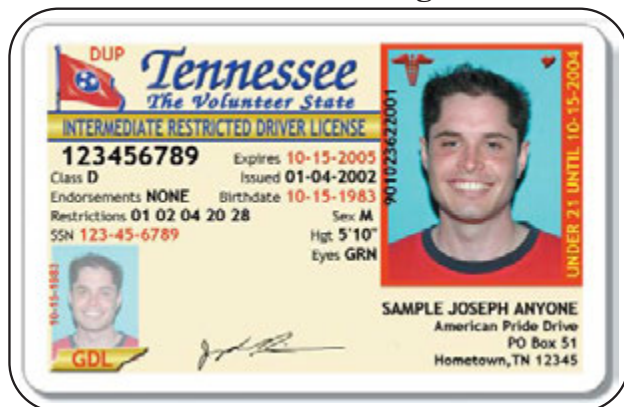 DUP
Tennessee
The Volunteer State
INTERMEDIATE RESTRICTED DRIVER LICENSE
123456789 Expires 10-15-2005
Class D Issued 01-04-2002
Endorsements NONE Birthdate 10-15-1983
Restrictions 01 02 04 20 28 Sex M
SSN 123-45-6789 Hgt 5'10"
Eyes GRN
901023622001
UNDER 21 UNTIL 10-15-2004
10-15-1983
GDL
SAMPLE JOSEPH ANYONE
American Pride Drive
PO Box 51
Hometown, TN 12345